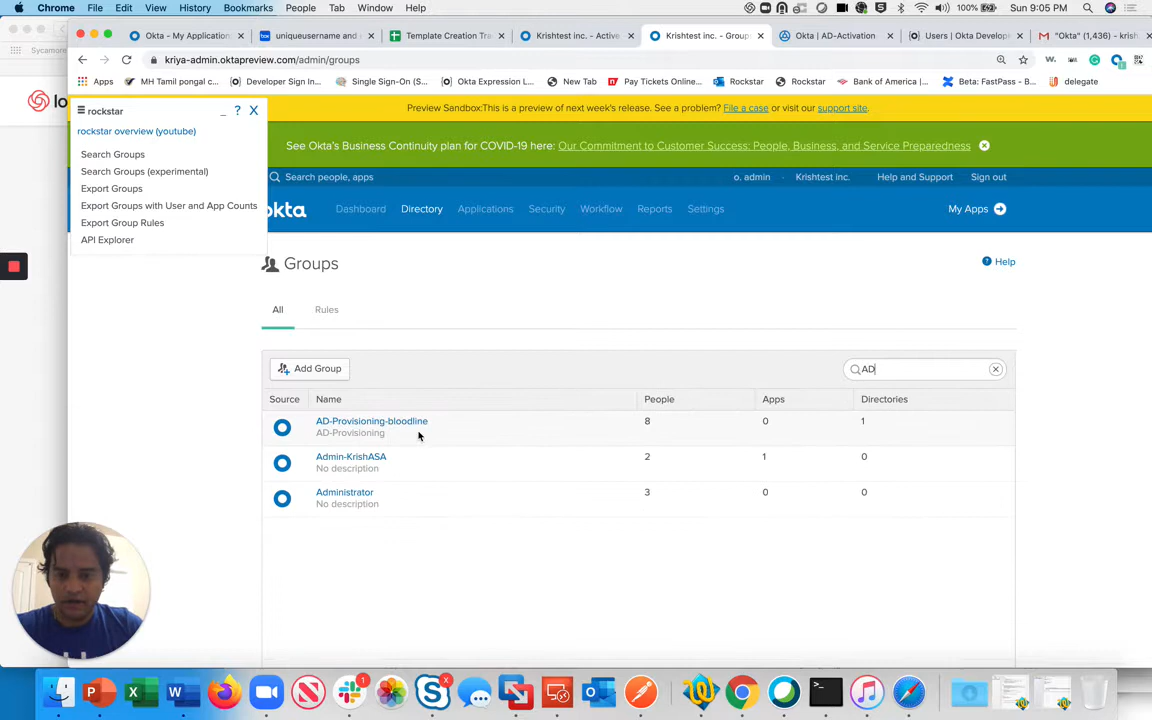 Chrome File Edit View History Bookmarks People Tab Window Help 100% Sun 9:05 PM
Okta - My Application
uniqueusername and
Template Creation Tra
Krishtest inc. - Active
Krishtest inc. - Group
Okta | AD-Activation
Users | Okta Develop
"Okta" (1,436) - krish
kriya-admin.oktapreview.com/admin/groups
Sycamore
Apps MH Tamil pongal c... Developer Sign In... Single Sign-On (S... Okta Expression L... New Tab Pay Tickets Online... Rockstar Rockstar Bank of America |... Beta: FastPass - B... delegate
lo
rockstar _ ? X
rockstar overview (youtube)
Search Groups
Search Groups (experimental)
Export Groups
Export Groups with User and App Counts
Export Group Rules
API Explorer
Preview Sandbox:This is a preview of next week's release. See a problem? File a case or visit our support site.
See Okta's Business Continuity plan for COVID-19 here: Our Commitment to Customer Success: People, Business, and Service Preparedness
Search people, apps
o. admin Krishtest inc. Help and Support Sign out
okta Dashboard Directory Applications Security Workflow Reports Settings My Apps
Groups
Help
All Rules
Add Group
AD
Source Name People Apps Directories
AD-Provisioning-bloodline 8 0 1
AD-Provisioning
Admin-KrishASA 2 1 0
No description
Administrator 3 0 0
No description